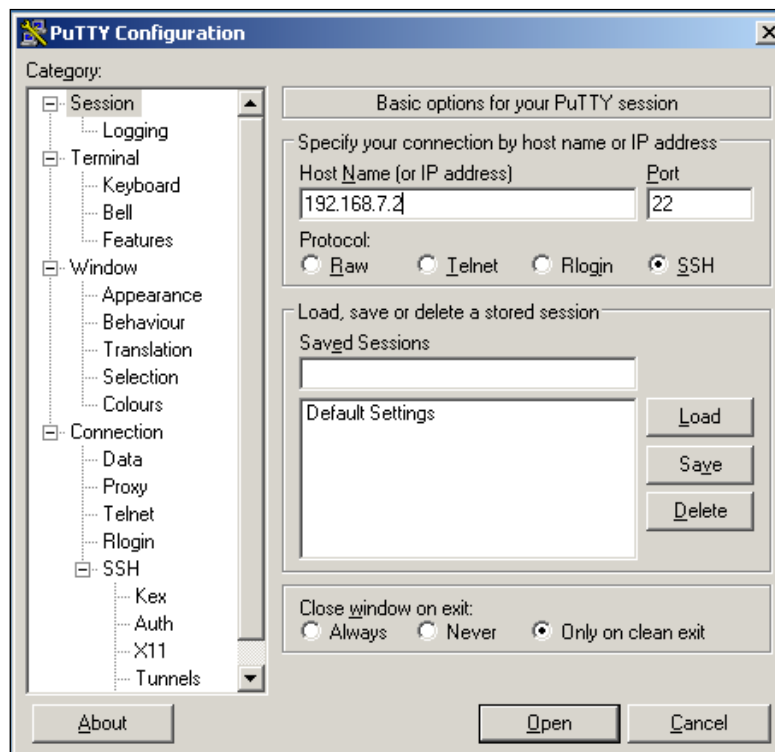 PuTTY Configuration
Category:
Session
Logging
Terminal
Keyboard
Bell
Features
Window
Appearance
Behaviour
Translation
Selection
Colours
Connection
Data
Proxy
Telnet
Rlogin
SSH
Kex
Auth
X11
Tunnels
Basic options for your PuTTY session
Specify your connection by host name or IP address
Host Name (or IP address) Port
192.168.7.2 22
Protocol:
Raw Telnet Rlogin SSH
Load, save or delete a stored session
Saved Sessions
Default Settings
Load
Save
Delete
Close window on exit:
Always Never Only on clean exit
About Open Cancel